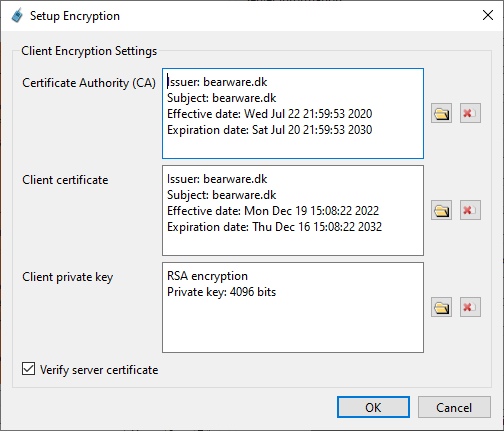 Setup Encryption
Client Encryption Settings
Certificate Authority (CA)
Issuer: bearware.dk
Subject: bearware.dk
Effective date: Wed Jul 22 21:59:53 2020
Expiration date: Sat Jul 20 21:59:53 2030
Client certificate
Issuer: bearware.dk
Subject: bearware.dk
Effective date: Mon Dec 19 15:08:22 2022
Expiration date: Thu Dec 16 15:08:22 2032
Client private key
RSA encryption
Private key: 4096 bits
Verify server certificate
OK Cancel